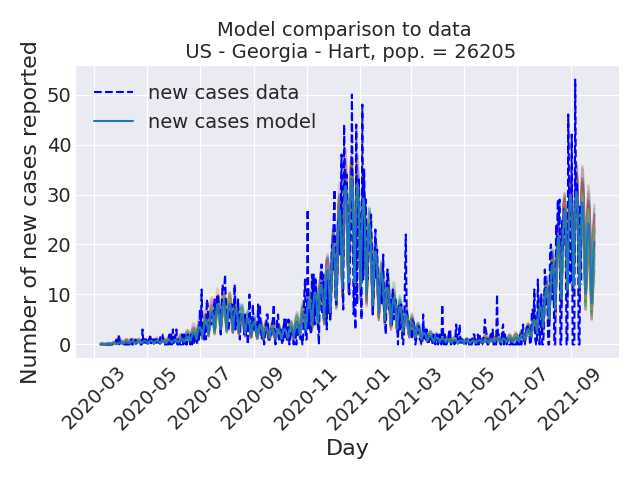 Model comparison to data
US - Georgia - Hart, pop. = 26205
new cases data
new cases model
Number of new cases reported
50
40
30
20
10
0
2020-03
2020-05
2020-07
2020-09
2020-11
2021-01
2021-03
2021-05
2021-07
2021-09
Day